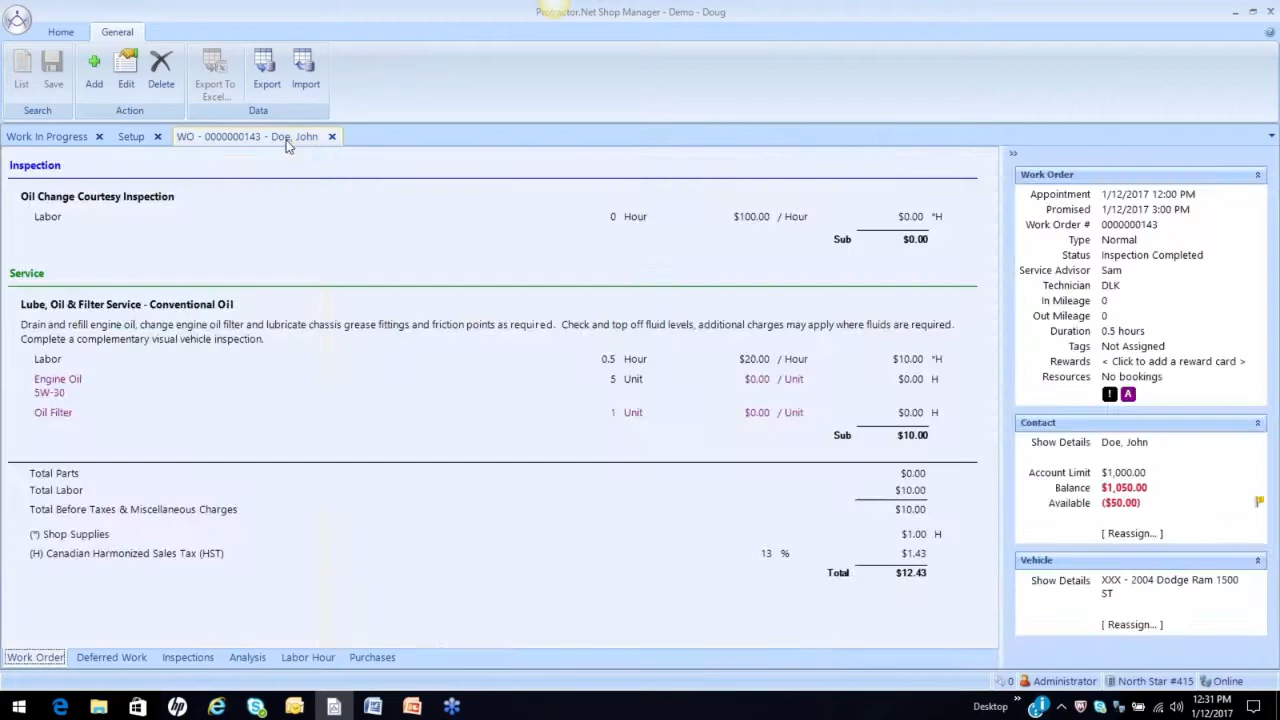 Protractor.Net Shop Manager - Demo - Doug
Home General
List Save Add Edit Delete Export To Excel... Export Import
Search Action Data
Work In Progress Setup WO - 0000000143 - Doe, John
Inspection
Oil Change Courtesy Inspection
Labor 0 Hour $100.00 / Hour $0.00 *H
Sub $0.00
Service
Lube, Oil & Filter Service - Conventional Oil
Drain and refill engine oil, change engine oil filter and lubricate chassis grease fittings and friction points as required. Check and top off fluid levels, additional charges may apply where fluids are required.
Complete a complementary visual vehicle inspection.
Labor 0.5 Hour $20.00 / Hour $10.00 *H
Engine Oil 5 Unit $0.00 / Unit $0.00 H
5W-30
Oil Filter 1 Unit $0.00 / Unit $0.00 H
Sub $10.00
Total Parts $0.00
Total Labor $10.00
Total Before Taxes & Miscellaneous Charges $10.00
(*) Shop Supplies $1.00 H
(H) Canadian Harmonized Sales Tax (HST) 13 % $1.43
Total $12.43
Work Order Deferred Work Inspections Analysis Labor Hour Purchases
Work Order
Appointment 1/12/2017 12:00 PM
Promised 1/12/2017 3:00 PM
Work Order # 0000000143
Type Normal
Status Inspection Completed
Service Advisor Sam
Technician DLK
In Mileage 0
Out Mileage 0
Duration 0.5 hours
Tags Not Assigned
Rewards < Click to add a reward card >
Resources No bookings
! A
Contact
Show Details Doe, John
Account Limit $1,000.00
Balance $1,050.00
Available ($50.00)
[ Reassign... ]
Vehicle
Show Details XXX - 2004 Dodge Ram 1500
ST
[ Reassign... ]
0 Administrator North Star #415 Online
Desktop 12:31 PM
1/12/2017